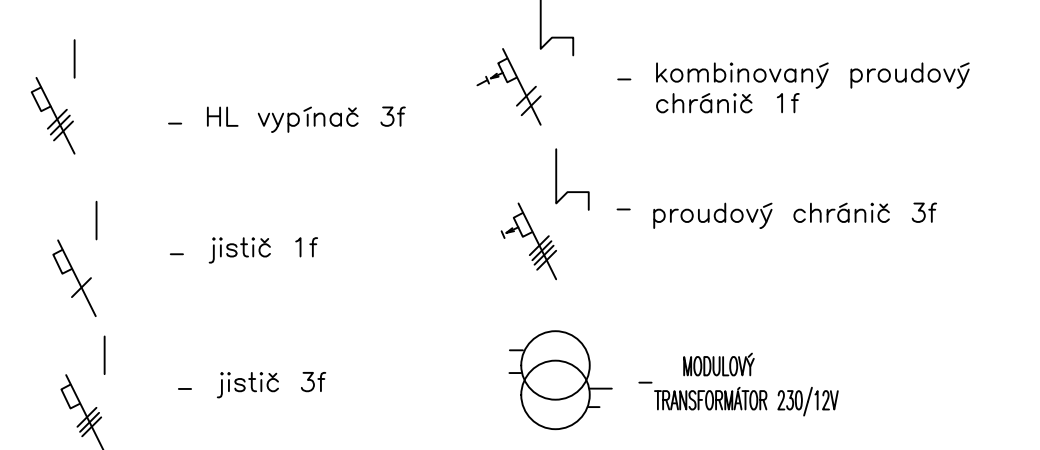 – HL vypínač 3f
– jistič 1f
– jistič 3f
– kombinovaný proudový
chránič 1f
– proudový chránič 3f
– MODULOVÝ
TRANSFORMÁTOR 230/12V